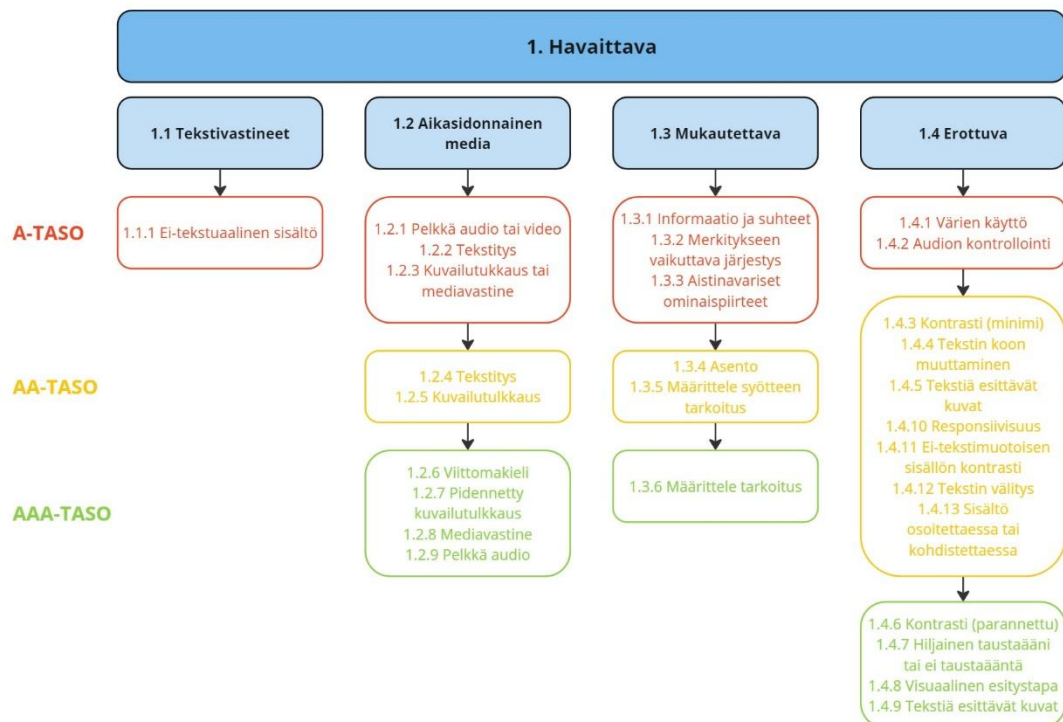 1. Havaittava
1.1 Tekstivastineet
1.2 Aikasidonnainen
media
1.3 Mukautettava
1.4 Erottuva
A-TASO
1.1.1 Ei-tekstuaalinen sisältö
1.2.1 Pelkkä audio tai video
1.2.2 Tekstitys
1.2.3 Kuvailutukkaus tai
mediavastine
1.3.1 Informaatio ja suhteet
1.3.2 Merkitykseen
vaikuttava järjestys
1.3.3 Aistinavariset
ominaispiirteet
1.4.1 Värien käyttö
1.4.2 Audion kontrollointi
AA-TASO
1.2.4 Tekstitys
1.2.5 Kuvailutulkkaus
1.3.4 Asento
1.3.5 Määrittele syötteen
tarkoitus
1.4.3 Kontrasti (minimi)
1.4.4 Tekstin koon
muuttaminen
1.4.5 Tekstiä esittävät
kuvat
1.4.10 Responsiivisuus
1.4.11 Ei-tekstimuotoisen
sisällön kontrasti
1.4.12 Tekstin välitys
1.4.13 Sisältö
osoitettaessa tai
kohdistettaessa
AAA-TASO
1.2.6 Viittomakieli
1.2.7 Pidennetty
kuvailutulkkaus
1.2.8 Mediavastine
1.2.9 Pelkkä audio
1.3.6 Määrittele tarkoitus
1.4.6 Kontrasti (parannettu)
1.4.7 Hiljainen taustaääni
tai ei taustaääntä
1.4.8 Visuaalinen esitystapa
1.4.9 Tekstiä esittävät kuvat